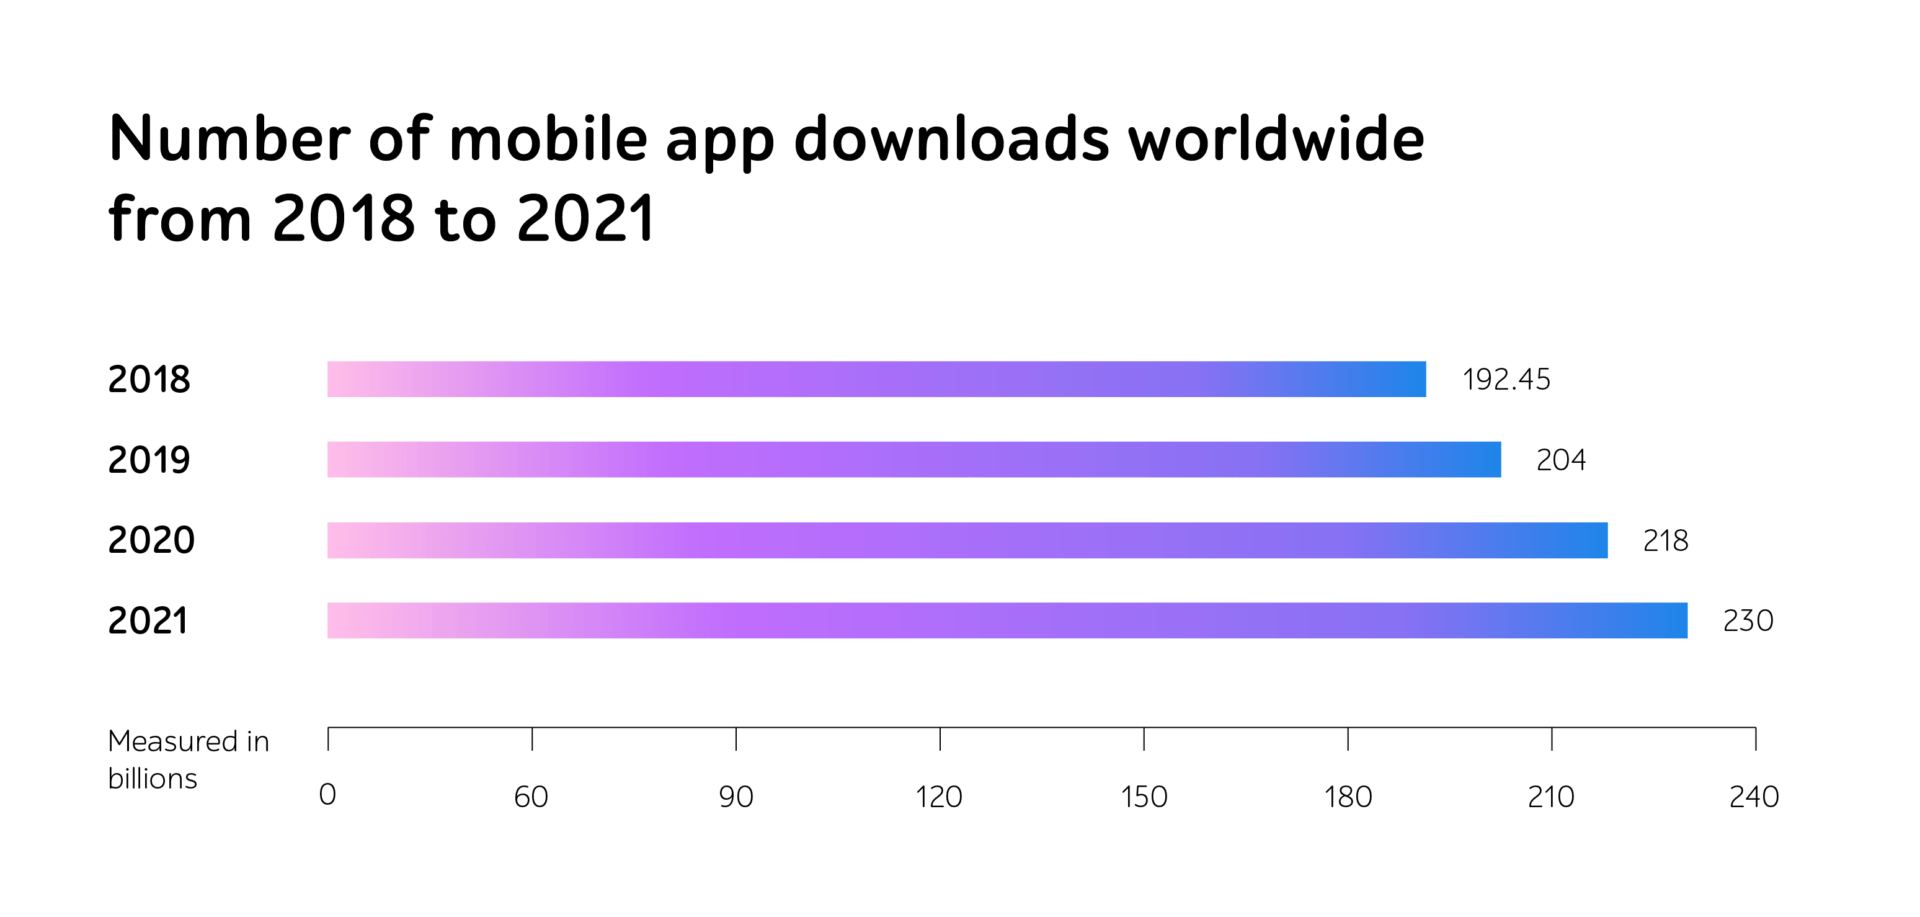 Number of mobile app downloads worldwide
from 2018 to 2021
2018 192.45
2019 204
2020 218
2021 230
Measured in
billions
0 60 90 120 150 180 210 240